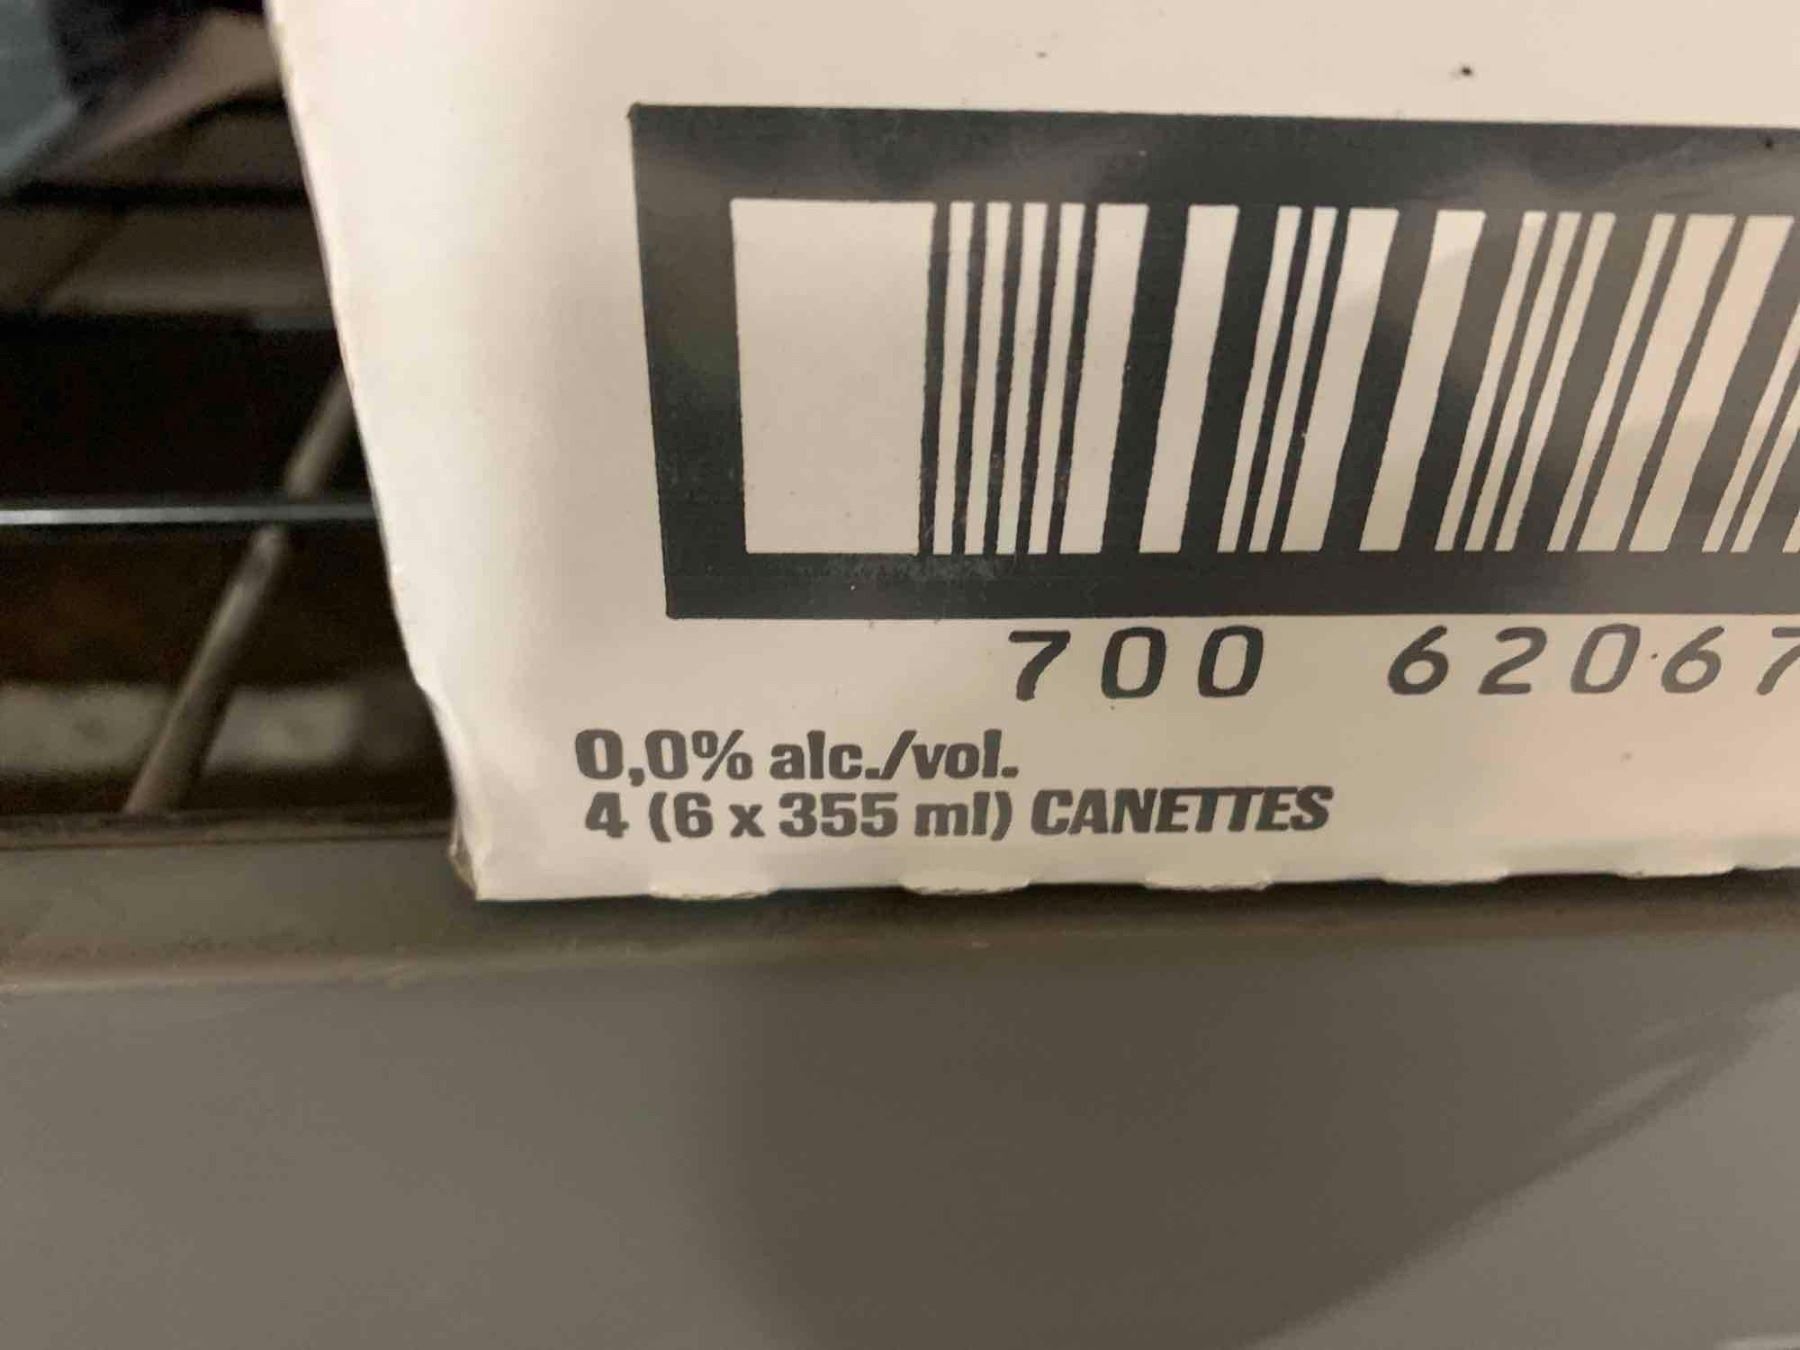 700 62067
0,0% alc./vol.
4 (6 x 355 ml) CANETTES